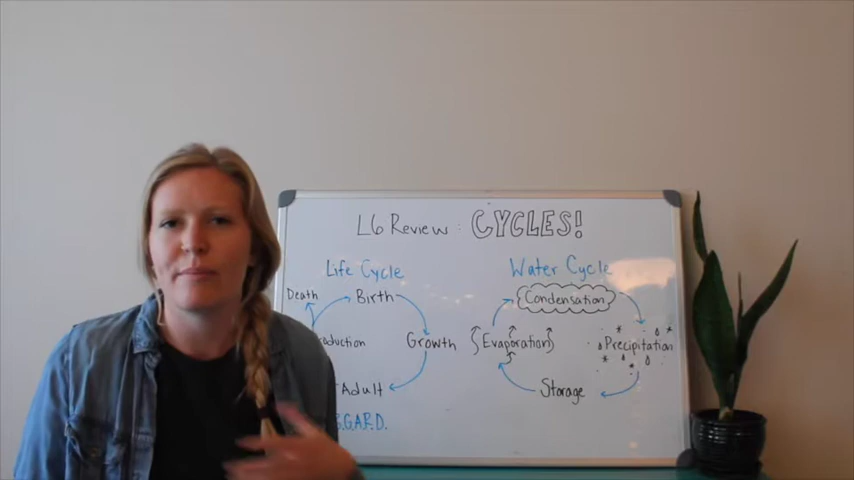 L6 Review: CYCLES!
Life Cycle
Death
Birth
Growth
Adult
Water Cycle
Condensation
Evaporation
Precipitation
Storage